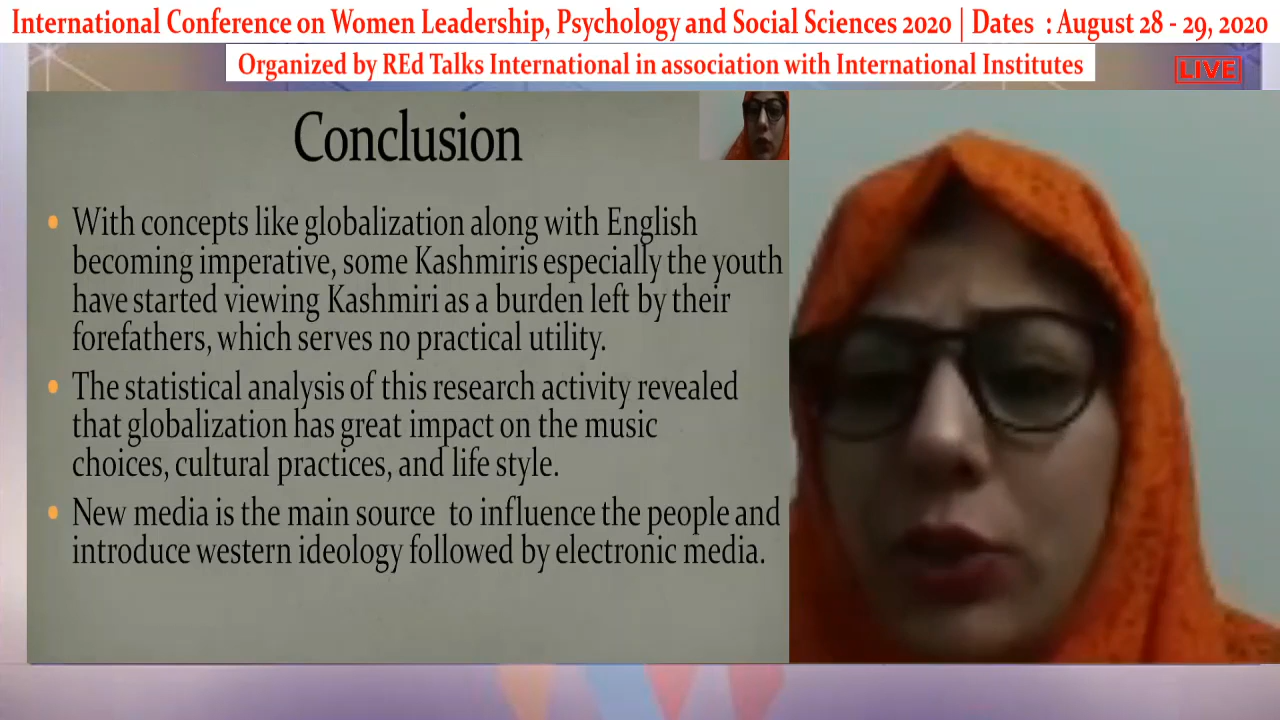 International Conference on Women Leadership, Psychology and Social Sciences 2020 | Dates : August 28 - 29, 2020
Organized by REd Talks International in association with International Institutes
LIVE
Conclusion
• With concepts like globalization along with English
becoming imperative, some Kashmiris especially the youth
have started viewing Kashmiri as a burden left by their
forefathers, which serves no practical utility.
• The statistical analysis of this research activity revealed
that globalization has great impact on the music
choices, cultural practices, and life style.
• New media is the main source to influence the people and
introduce western ideology followed by electronic media.